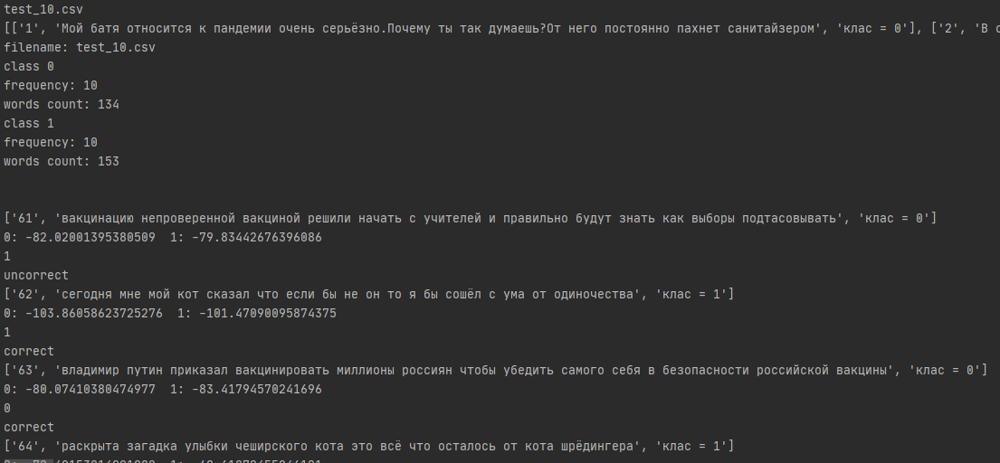 test_10.csv
[['1', 'Мой батя относится к пандемии очень серьёзно.Почему ты так думаешь?От него постоянно пахнет санитайзером', 'клас = 0'], ['2', 'В с
filename: test_10.csv
class 0
frequency: 10
words count: 134
class 1
frequency: 10
words count: 153
['61', 'вакцинацию непроверенной вакциной решили начать с учителей и правильно будут знать как выборы подтасовывать', 'клас = 0']
0: -82.02001395380509  1: -79.83442676396086
1
uncorrect
['62', 'сегодня мне мой кот сказал что если бы не он то я бы сошёл с ума от одиночества', 'клас = 1']
0: -103.86058623725276  1: -101.47090095874375
1
correct
['63', 'владимир путин приказал вакцинировать миллионы россиян чтобы убедить самого себя в безопасности российской вакцины', 'клас = 0']
0: -80.07410380474977  1: -83.41794570241696
0
correct
['64', 'раскрыта загадка улыбки чеширского кота это всё что осталось от кота шрёдингера', 'клас = 1']